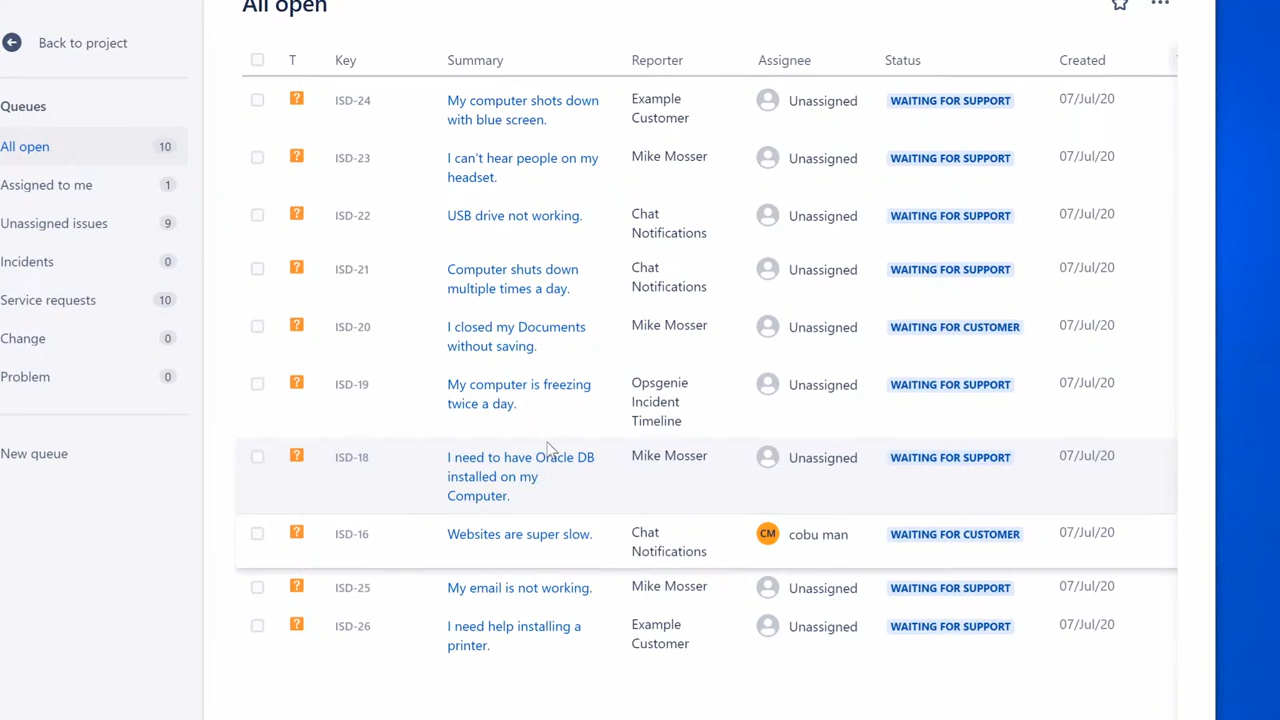 All open
Back to project
Queues
All open 10
Assigned to me 1
Unassigned issues 9
Incidents 0
Service requests 10
Change 0
Problem 0
New queue
T Key Summary Reporter Assignee Status Created
? ISD-24 My computer shots down Example Unassigned WAITING FOR SUPPORT 07/Jul/20
with blue screen. Customer
? ISD-23 I can't hear people on my Mike Mosser Unassigned WAITING FOR SUPPORT 07/Jul/20
headset.
? ISD-22 USB drive not working. Chat Unassigned WAITING FOR SUPPORT 07/Jul/20
Notifications
? ISD-21 Computer shuts down Chat Unassigned WAITING FOR SUPPORT 07/Jul/20
multiple times a day. Notifications
? ISD-20 I closed my Documents Mike Mosser Unassigned WAITING FOR CUSTOMER 07/Jul/20
without saving.
? ISD-19 My computer is freezing Opsgenie Unassigned WAITING FOR SUPPORT 07/Jul/20
twice a day. Incident
Timeline
? ISD-18 I need to have Oracle DB Mike Mosser Unassigned WAITING FOR SUPPORT 07/Jul/20
installed on my
Computer.
? ISD-16 Websites are super slow. Chat CM cobu man WAITING FOR CUSTOMER 07/Jul/20
Notifications
? ISD-25 My email is not working. Mike Mosser Unassigned WAITING FOR SUPPORT 07/Jul/20
? ISD-26 I need help installing a Example Unassigned WAITING FOR SUPPORT 07/Jul/20
printer. Customer